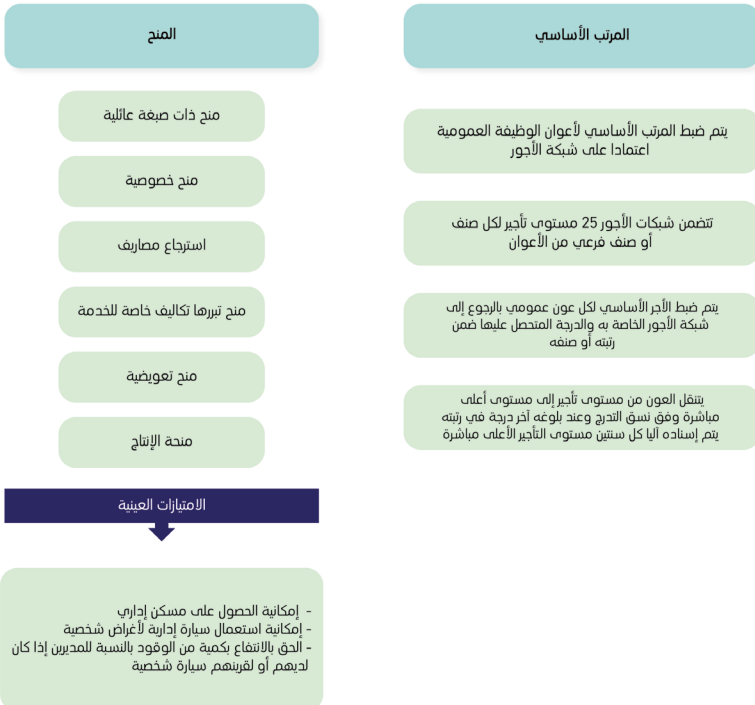 المرتب الأساسي
يتم ضبط المرتب الأساسي لأعوان الوظيفة العمومية
اعتمادا على شبكة الأجور
تتضمن شبكات الأجور 25 مستوى تأجير لكل صنف
أو صنف فرعي من الأعوان
يتم ضبط الأجر الأساسي لكل عون عمومي بالرجوع إلى
شبكة الأجور الخاصة به والدرجة المتحصل عليها ضمن
رتبته أو صنفه
يتنقل العون من مستوى تأجير إلى مستوى أعلى
مباشرة وفق نسق التدرج وعند بلوغه آخر درجة في رتبته
يتم إسناده آليا كل سنتين مستوى التأجير الأعلى مباشرة
المنح
منح ذات صبغة عائلية
منح خصوصية
استرجاع مصاريف
منح تبررها تكاليف خاصة للخدمة
منح تعويضية
منحة الإنتاج
الامتيازات العينية
- إمكانية الحصول على مسكن إداري
- إمكانية استعمال سيارة إدارية لأغراض شخصية
- الحق بالانتفاع بكمية من الوقود بالنسبة للمديرين إذا كان
لديهم أو لقرينهم سيارة شخصية